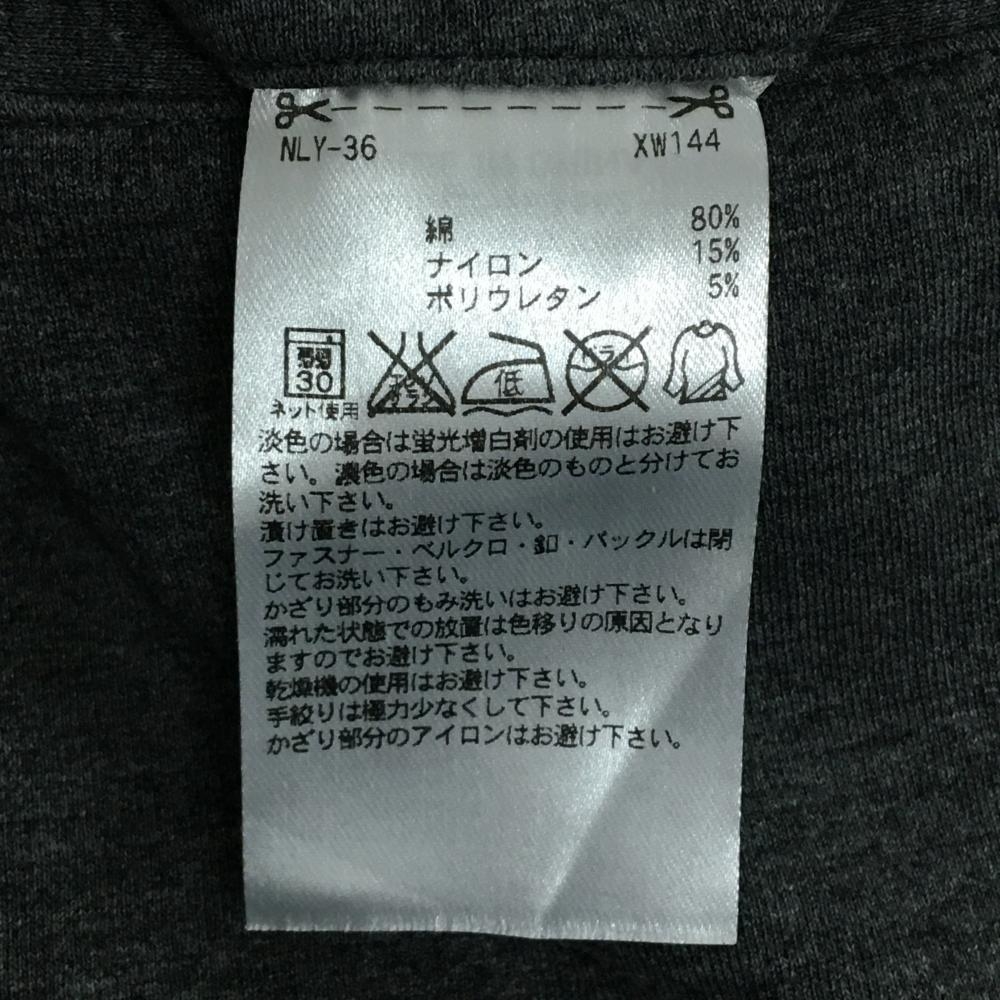 NLY-36 XW144
綿 80%
ナイロン 15%
ポリウレタン 5%
弱 30 エンソ サラシ 低 ドライ
ネット使用
淡色の場合は蛍光増白剤の使用はお避け下
さい。濃色の場合は淡色のものと分けてお
洗い下さい。
漬け置きはお避け下さい。
ファスナー・ベルクロ・釦・バックルは閉
じてお洗い下さい。
かざり部分のもみ洗いはお避け下さい。
濡れた状態での放置は色移りの原因となり
ますのでお避け下さい。
乾燥機の使用はお避け下さい。
手絞りは極力少なくして下さい。
かざり部分のアイロンはお避け下さい。